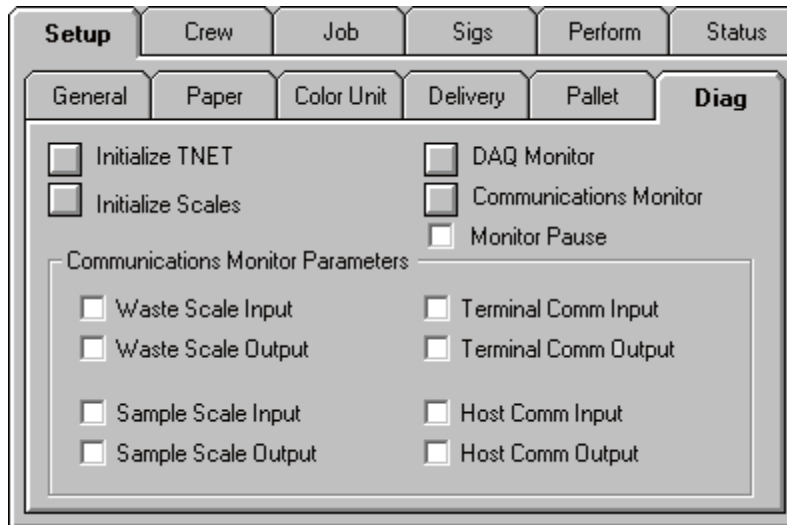 Setup Crew Job Sigs Perform Status
General Paper Color Unit Delivery Pallet Diag
Initialize TNET DAQ Monitor
Initialize Scales Communications Monitor
Monitor Pause
Communications Monitor Parameters
Waste Scale Input Terminal Comm Input
Waste Scale Output Terminal Comm Output
Sample Scale Input Host Comm Input
Sample Scale Output Host Comm Output